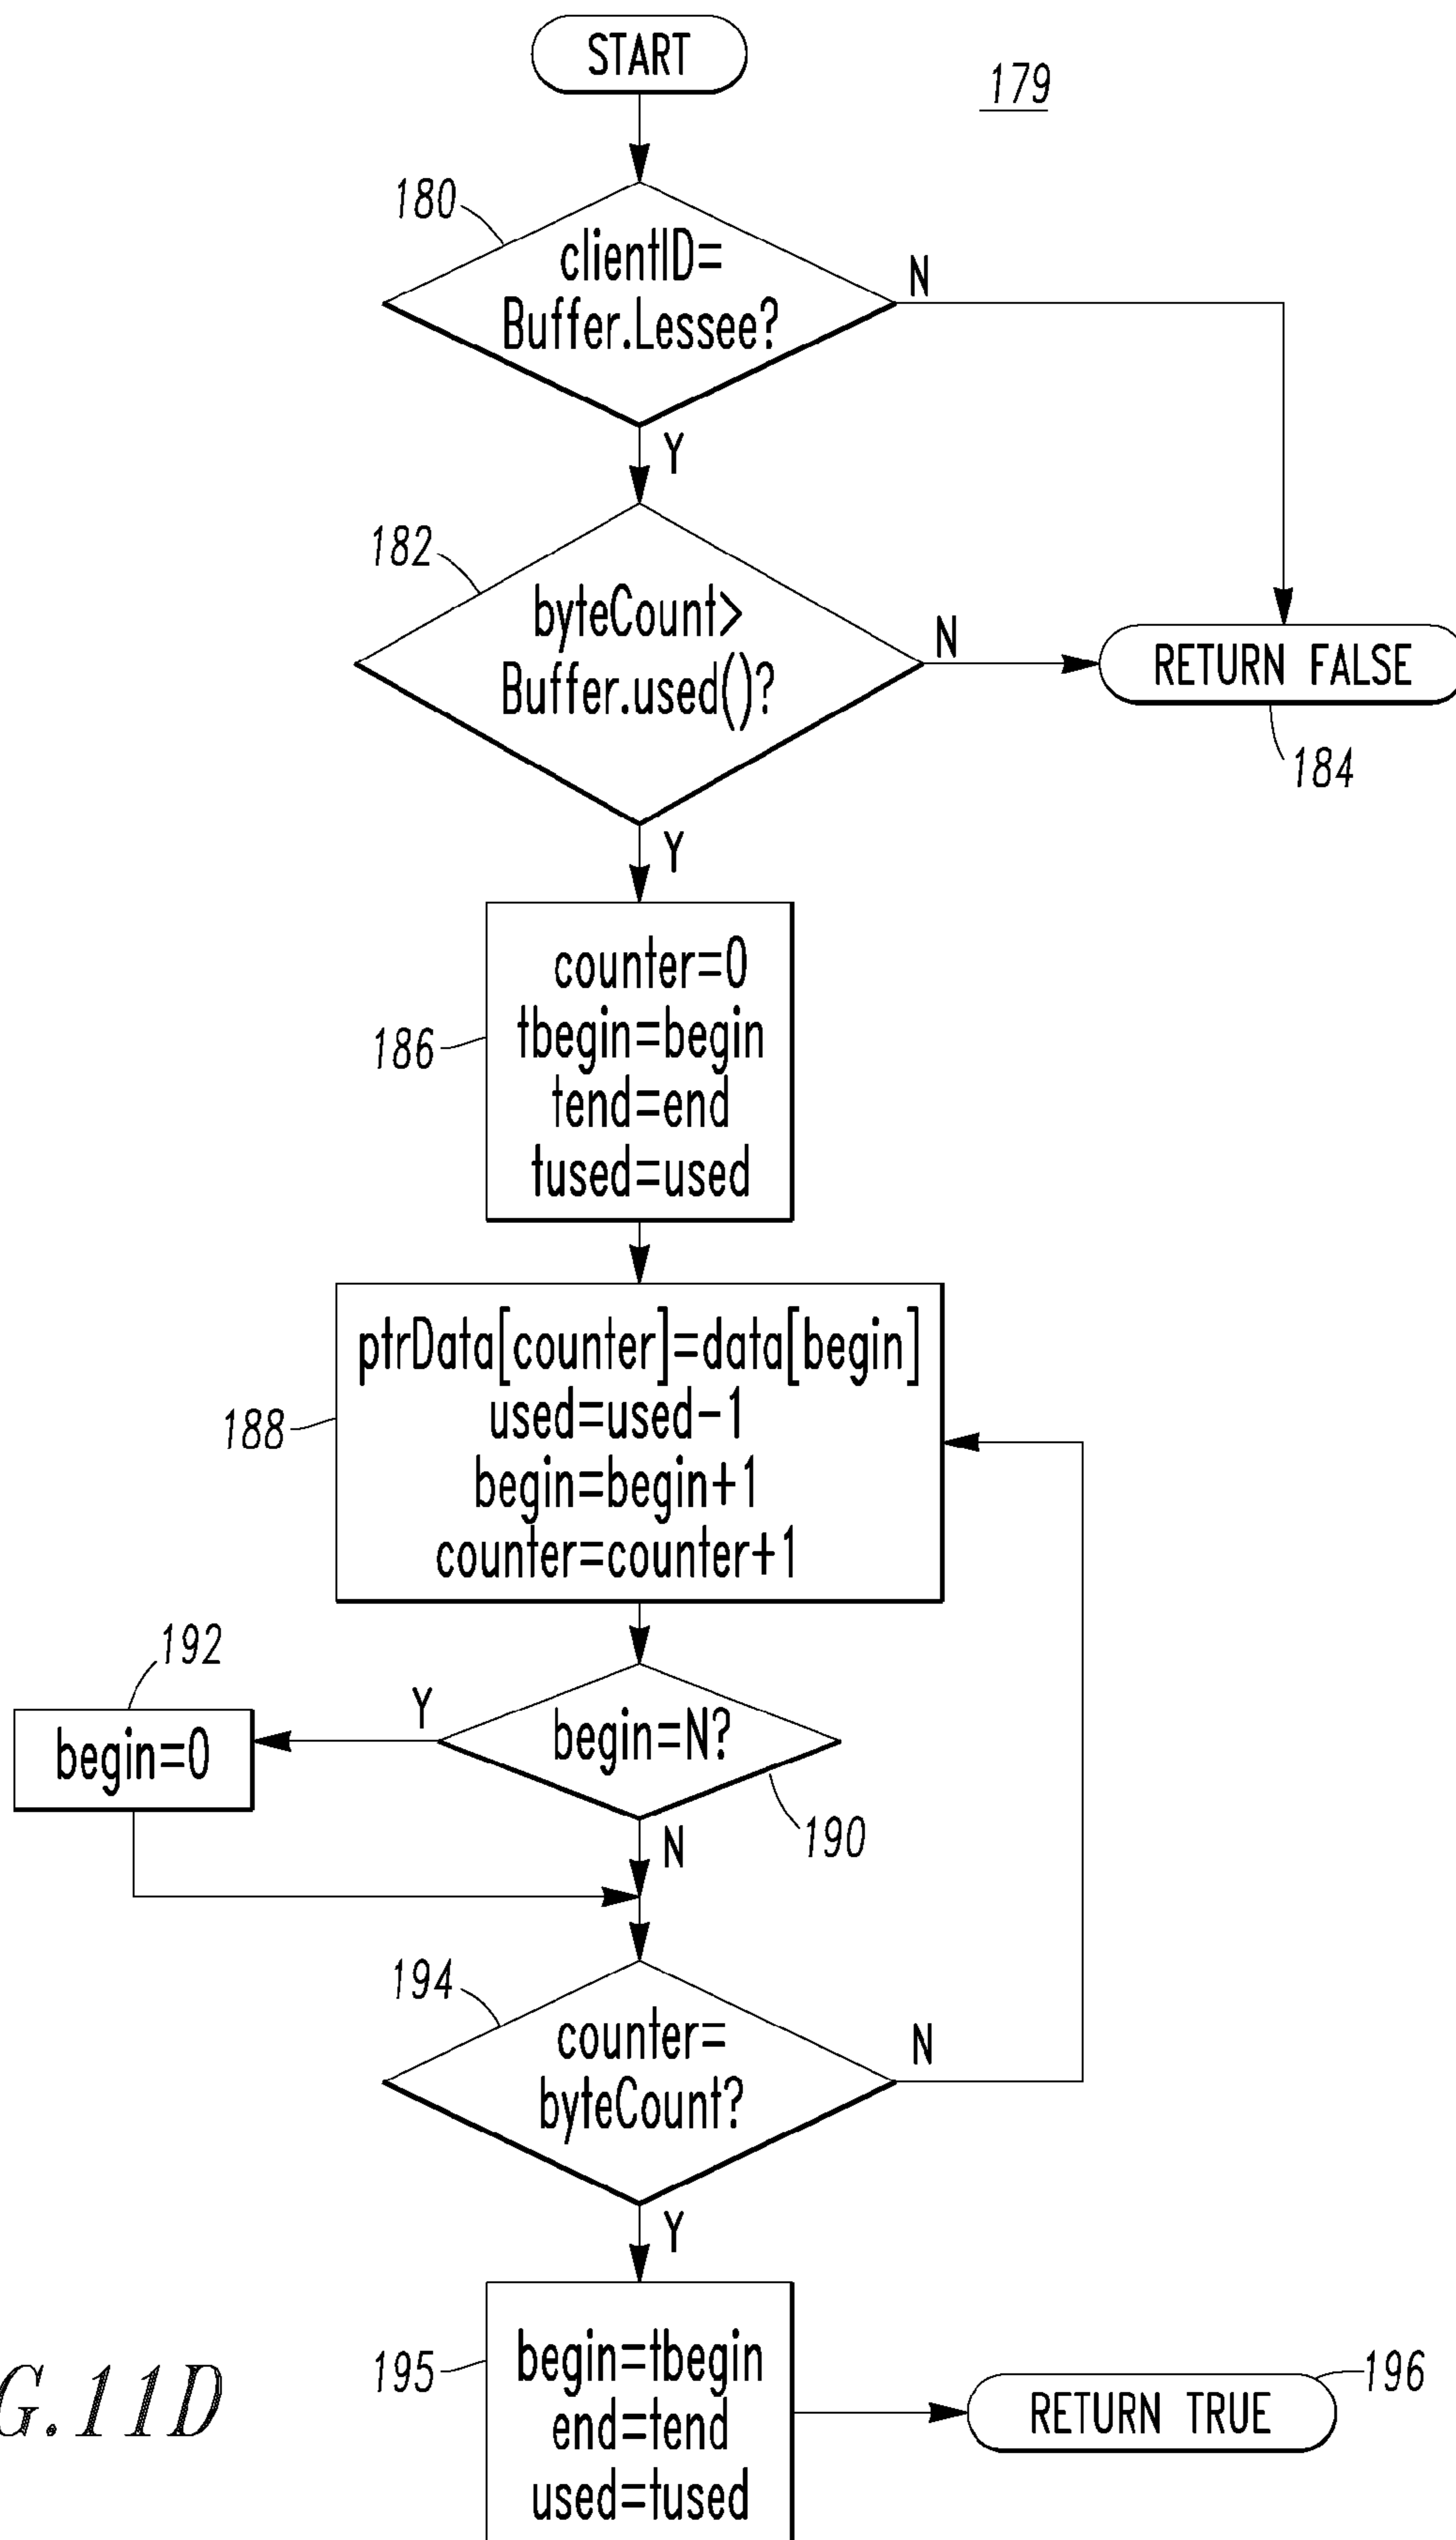 START
179
180
clientID=
Buffer.Lessee?
N
Y
182
byteCount>
Buffer.used()?
N
RETURN FALSE
184
Y
186
counter=0
tbegin=begin
tend=end
tused=used
188
ptrData[counter]=data[begin]
used=used-1
begin=begin+1
counter=counter+1
192
begin=0
Y
begin=N?
190
N
194
counter=
byteCount?
N
Y
195
begin=tbegin
end=tend
used=tused
196
RETURN TRUE
G.11D